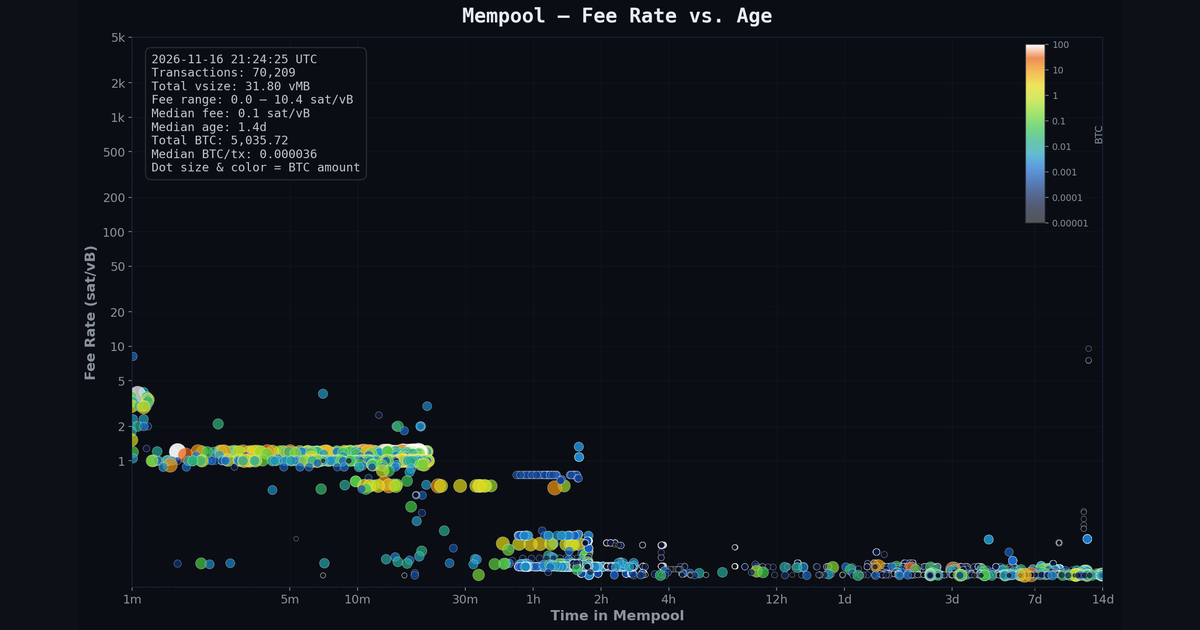 Mempool — Fee Rate vs. Age
2026-11-16 21:24:25 UTC
Transactions: 70,209
Total vsize: 31.80 vMB
Fee range: 0.0 — 10.4 sat/vB
Median fee: 0.1 sat/vB
Median age: 1.4d
Total BTC: 5,035.72
Median BTC/tx: 0.000036
Dot size & color = BTC amount
5k
2k
1k
500
200
100
50
20
10
5
2
1
Fee Rate (sat/vB)
100
10
1
0.1
0.01
0.001
0.0001
0.00001
BTC
1m 5m 10m 30m 1h 2h 4h 12h 1d 3d 7d 14d
Time in Mempool